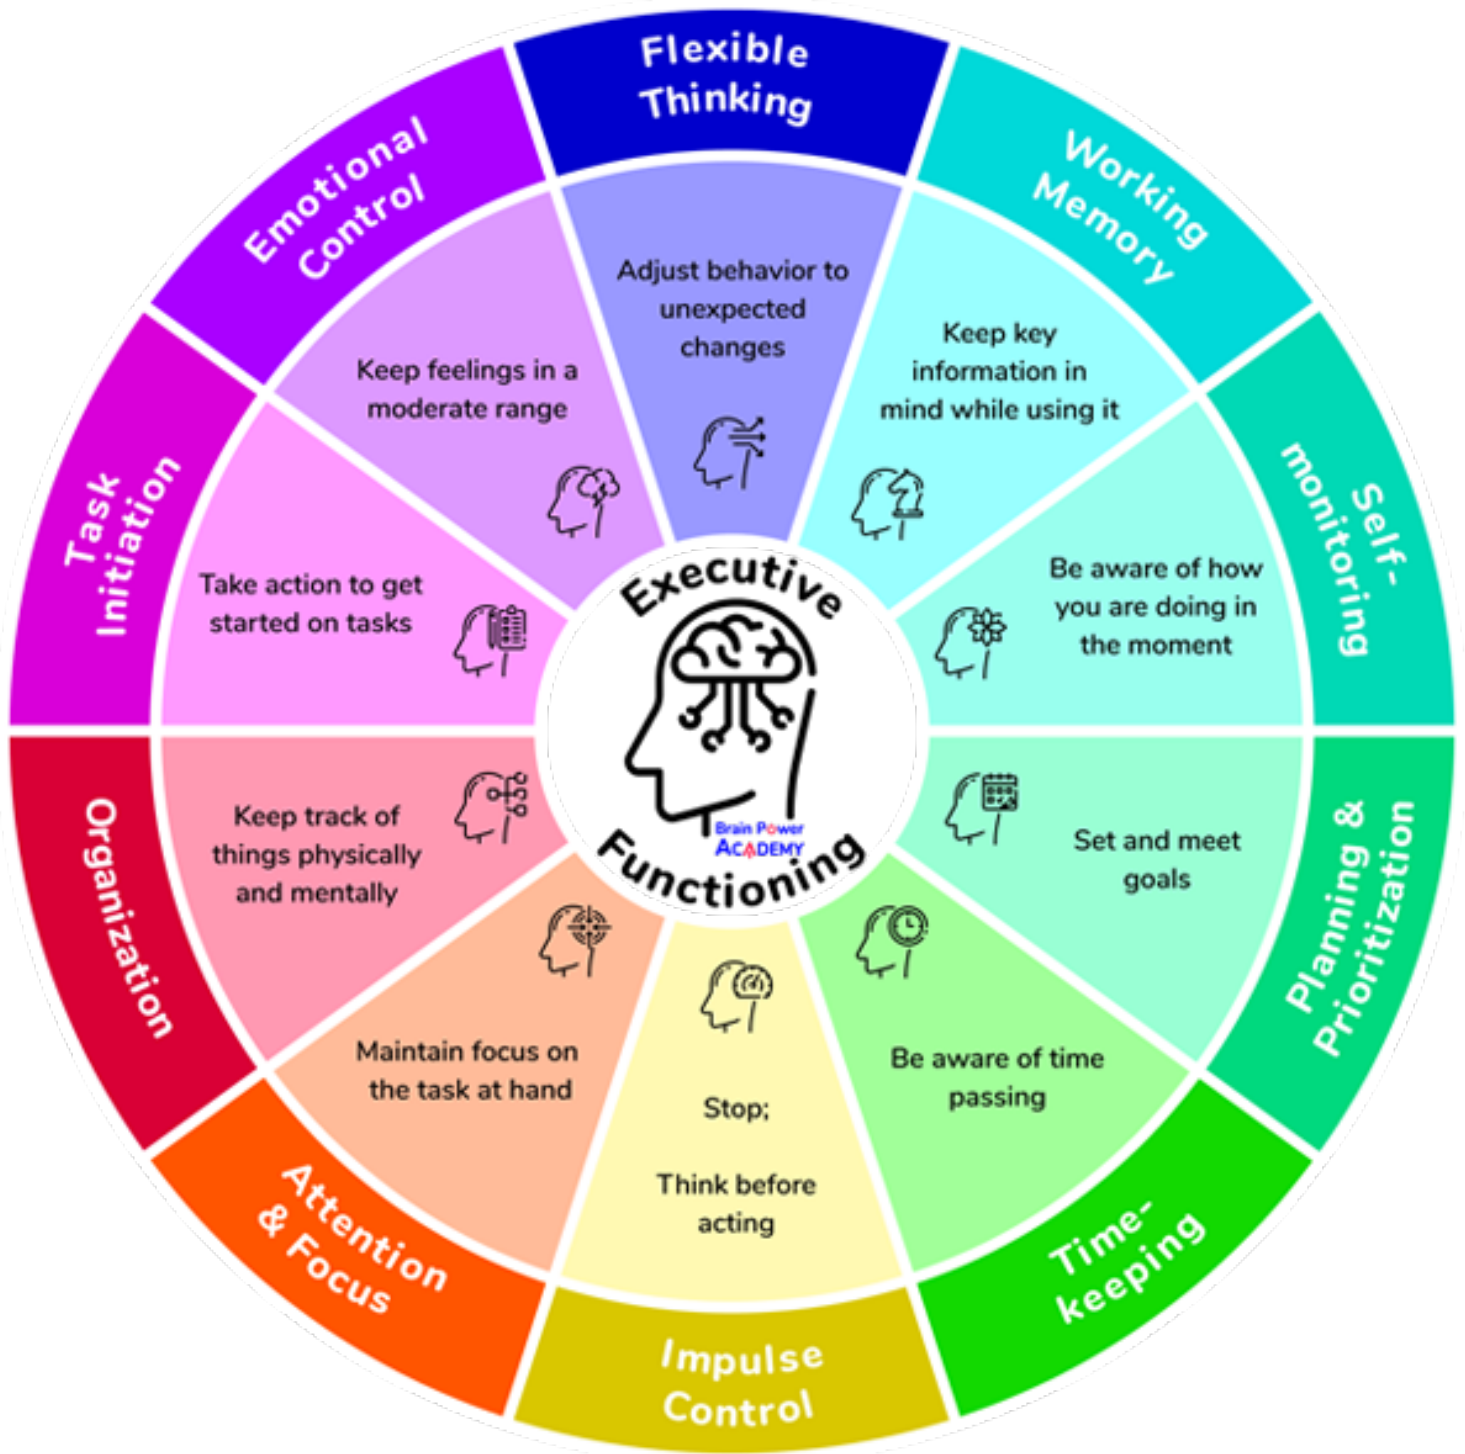 Executive
Functioning
Brain Power
ACADEMY
Flexible
Thinking
Adjust behavior to
unexpected
changes
Working
Memory
Keep key
information in
mind while using it
Self-
monitoring
Be aware of how
you are doing in
the moment
Planning &
Prioritization
Set and meet
goals
Time-
keeping
Be aware of time
passing
Impulse
Control
Stop;
Think before
acting
Attention
& Focus
Maintain focus on
the task at hand
Organization
Keep track of
things physically
and mentally
Task
Initiation
Take action to get
started on tasks
Emotional
Control
Keep feelings in a
moderate range